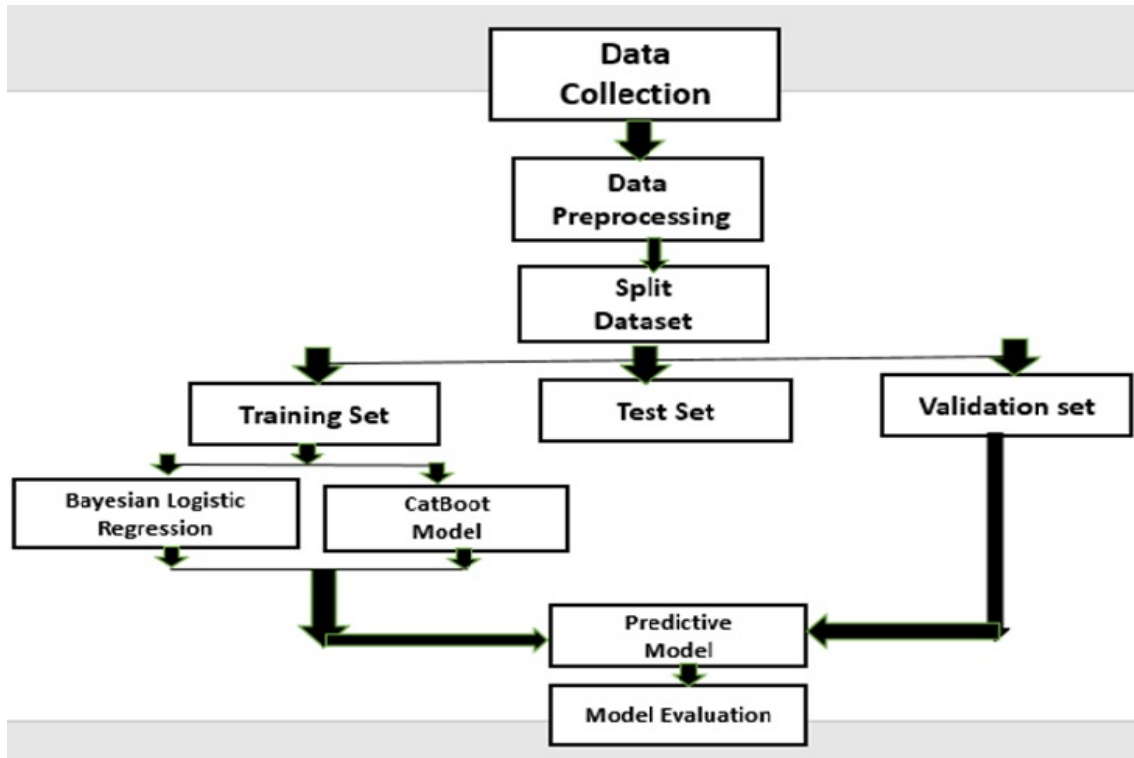 Data
Collection
Data
Preprocessing
Split
Dataset
Training Set
Test Set
Validation set
Bayesian Logistic
Regression
CatBoot
Model
Predictive
Model
Model Evaluation